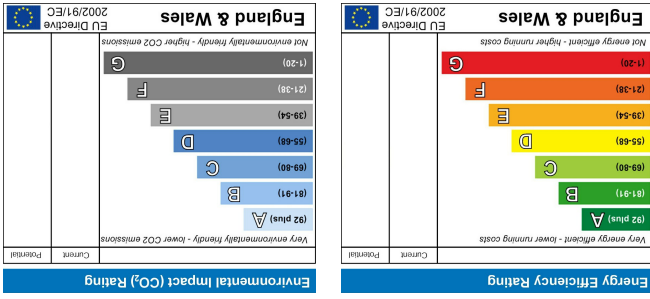 Energy Efficiency Rating
Current Potential
Very energy efficient - lower running costs
(92 plus) A
(81-91) B
(69-80) C
(55-68) D
(39-54) E
(21-38) F
(1-20) G
Not energy efficient - higher running costs
England & Wales
EU Directive
2002/91/EC
Environmental Impact (CO₂) Rating
Current Potential
Very environmentally friendly - lower CO2 emissions
(92 plus) A
(81-91) B
(69-80) C
(55-68) D
(39-54) E
(21-38) F
(1-20) G
Not environmentally friendly - higher CO2 emissions
England & Wales
EU Directive
2002/91/EC